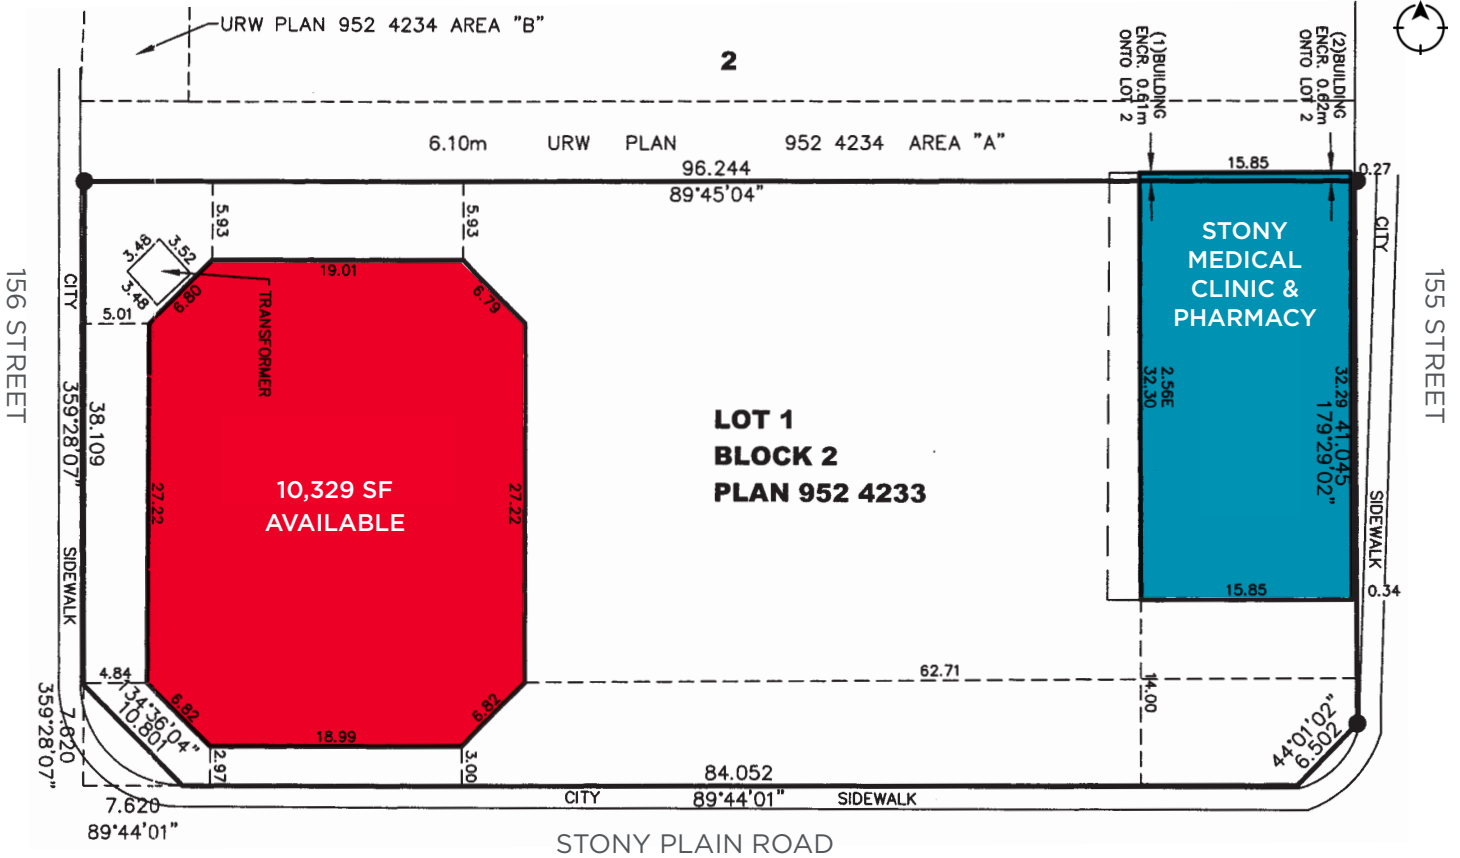 URW PLAN 952 4234 AREA "B"
2
(1)BUILDING
ENCR. 0.61m
ONTO LOT 2
(2)BUILDING
ENCR. 0.62m
ONTO LOT 2
6.10m URW PLAN 952 4234 AREA "A"
96.244
89°45'04"
15.85
0.27
5.93
5.93
3.48
3.52
3.48
6.80
19.01
6.79
TRANSFORMER
5.01
STONY
MEDICAL
CLINIC &
PHARMACY
CITY
CITY
156 STREET
155 STREET
38.109
359°28'07"
27.22
27.22
10,329 SF
AVAILABLE
LOT 1
BLOCK 2
PLAN 952 4233
2.56E
32.30
32.29
41.045
179°29'02"
SIDEWALK
SIDEWALK
15.85
0.34
4.84
62.71
14.00
134°36'04"
10.801
6.82
6.82
18.99
2.97
3.00
7.620
359°28'07"
44°01'02"
6.502
84.052
89°44'01"
CITY
SIDEWALK
7.620
89°44'01"
STONY PLAIN ROAD